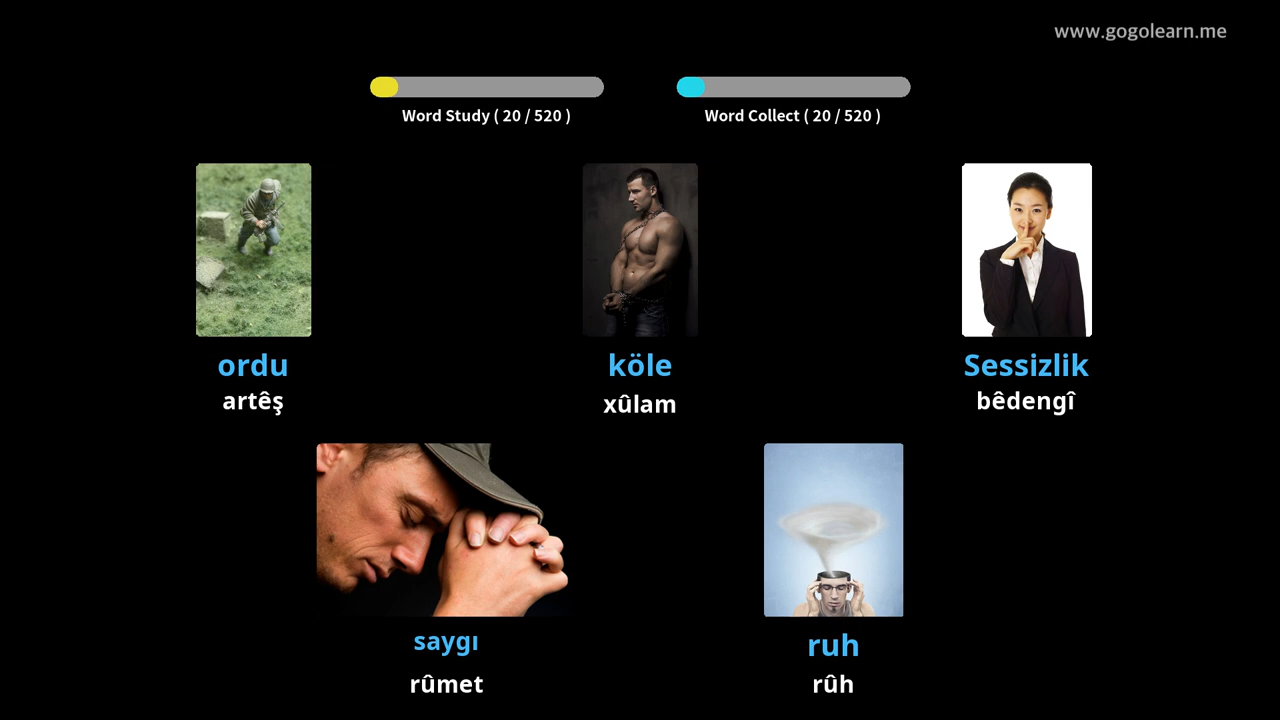 www.gogolearn.me
Word Study ( 20 / 520 )
Word Collect ( 20 / 520 )
ordu
artêş
köle
xûlam
Sessizlik
bêdengî
saygı
rûmet
ruh
rûh